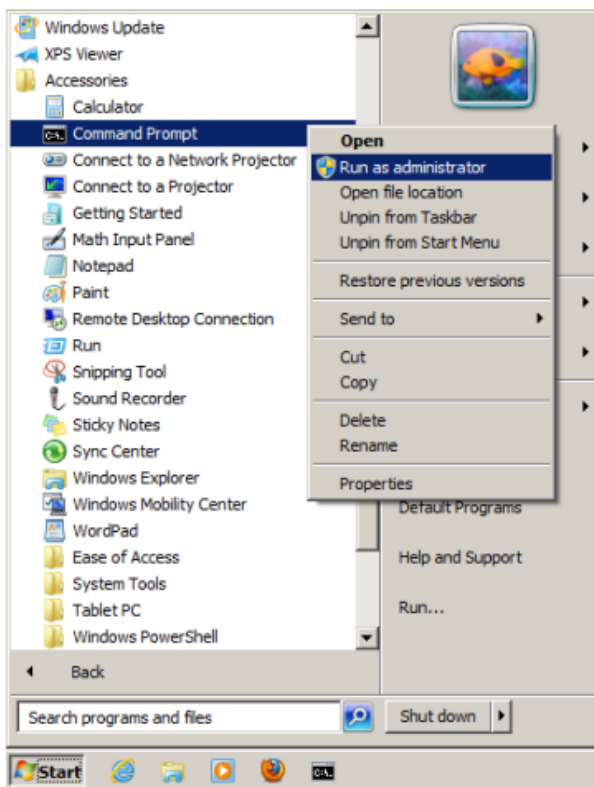 Windows Update
XPS Viewer
Accessories
Calculator
Command Prompt
Connect to a Network Projector
Connect to a Projector
Getting Started
Math Input Panel
Notepad
Paint
Remote Desktop Connection
Run
Snipping Tool
Sound Recorder
Sticky Notes
Sync Center
Windows Explorer
Windows Mobility Center
WordPad
Ease of Access
System Tools
Tablet PC
Windows PowerShell
Back
Search programs and files
Open
Run as administrator
Open file location
Unpin from Taskbar
Unpin from Start Menu
Restore previous versions
Send to
Cut
Copy
Delete
Rename
Properties
Default Programs
Help and Support
Run...
Shut down
Start